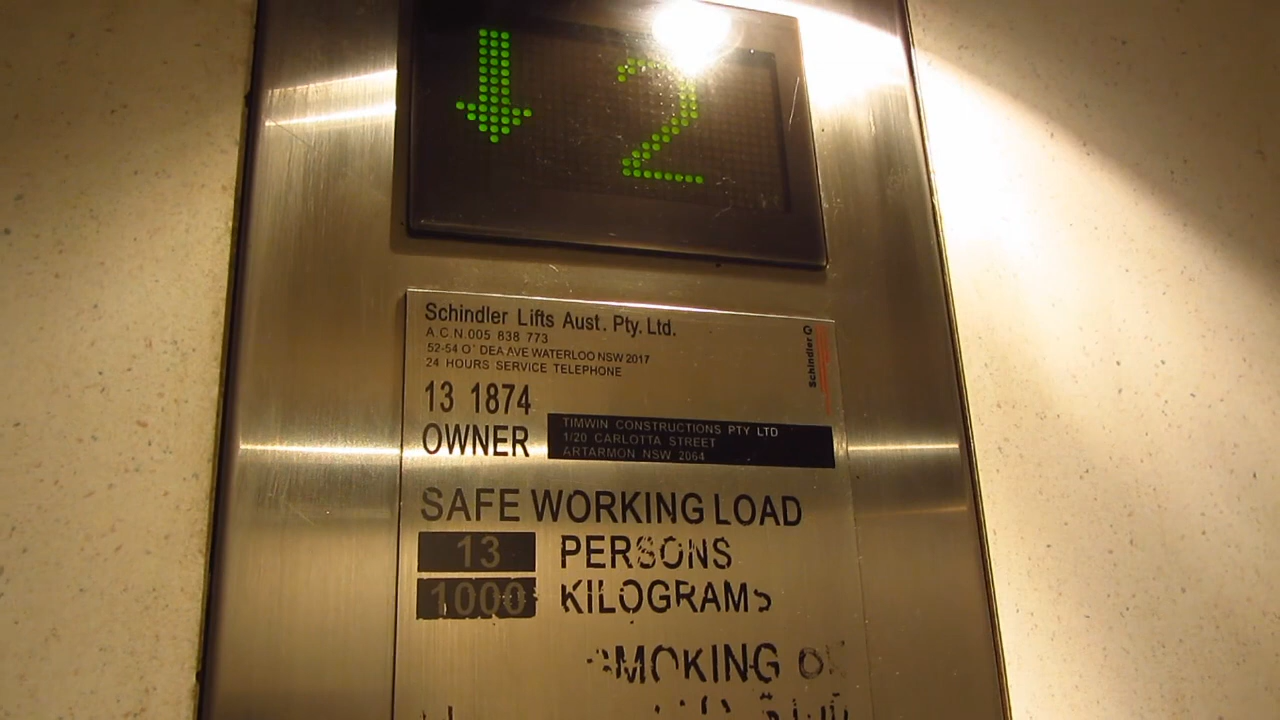 2
Schindler Lifts Aust. Pty. Ltd.
A.C.N.005 838 773
52-54 O' DEA AVE WATERLOO NSW 2017
24 HOURS SERVICE TELEPHONE
13 1874
OWNER
TIMWIN CONSTRUCTIONS PTY LTD
1/20 CARLOTTA STREET
ARTARMON NSW 2064
Schindler
SAFE WORKING LOAD
13 PERSONS
1000 KILOGRAMS
SMOKING